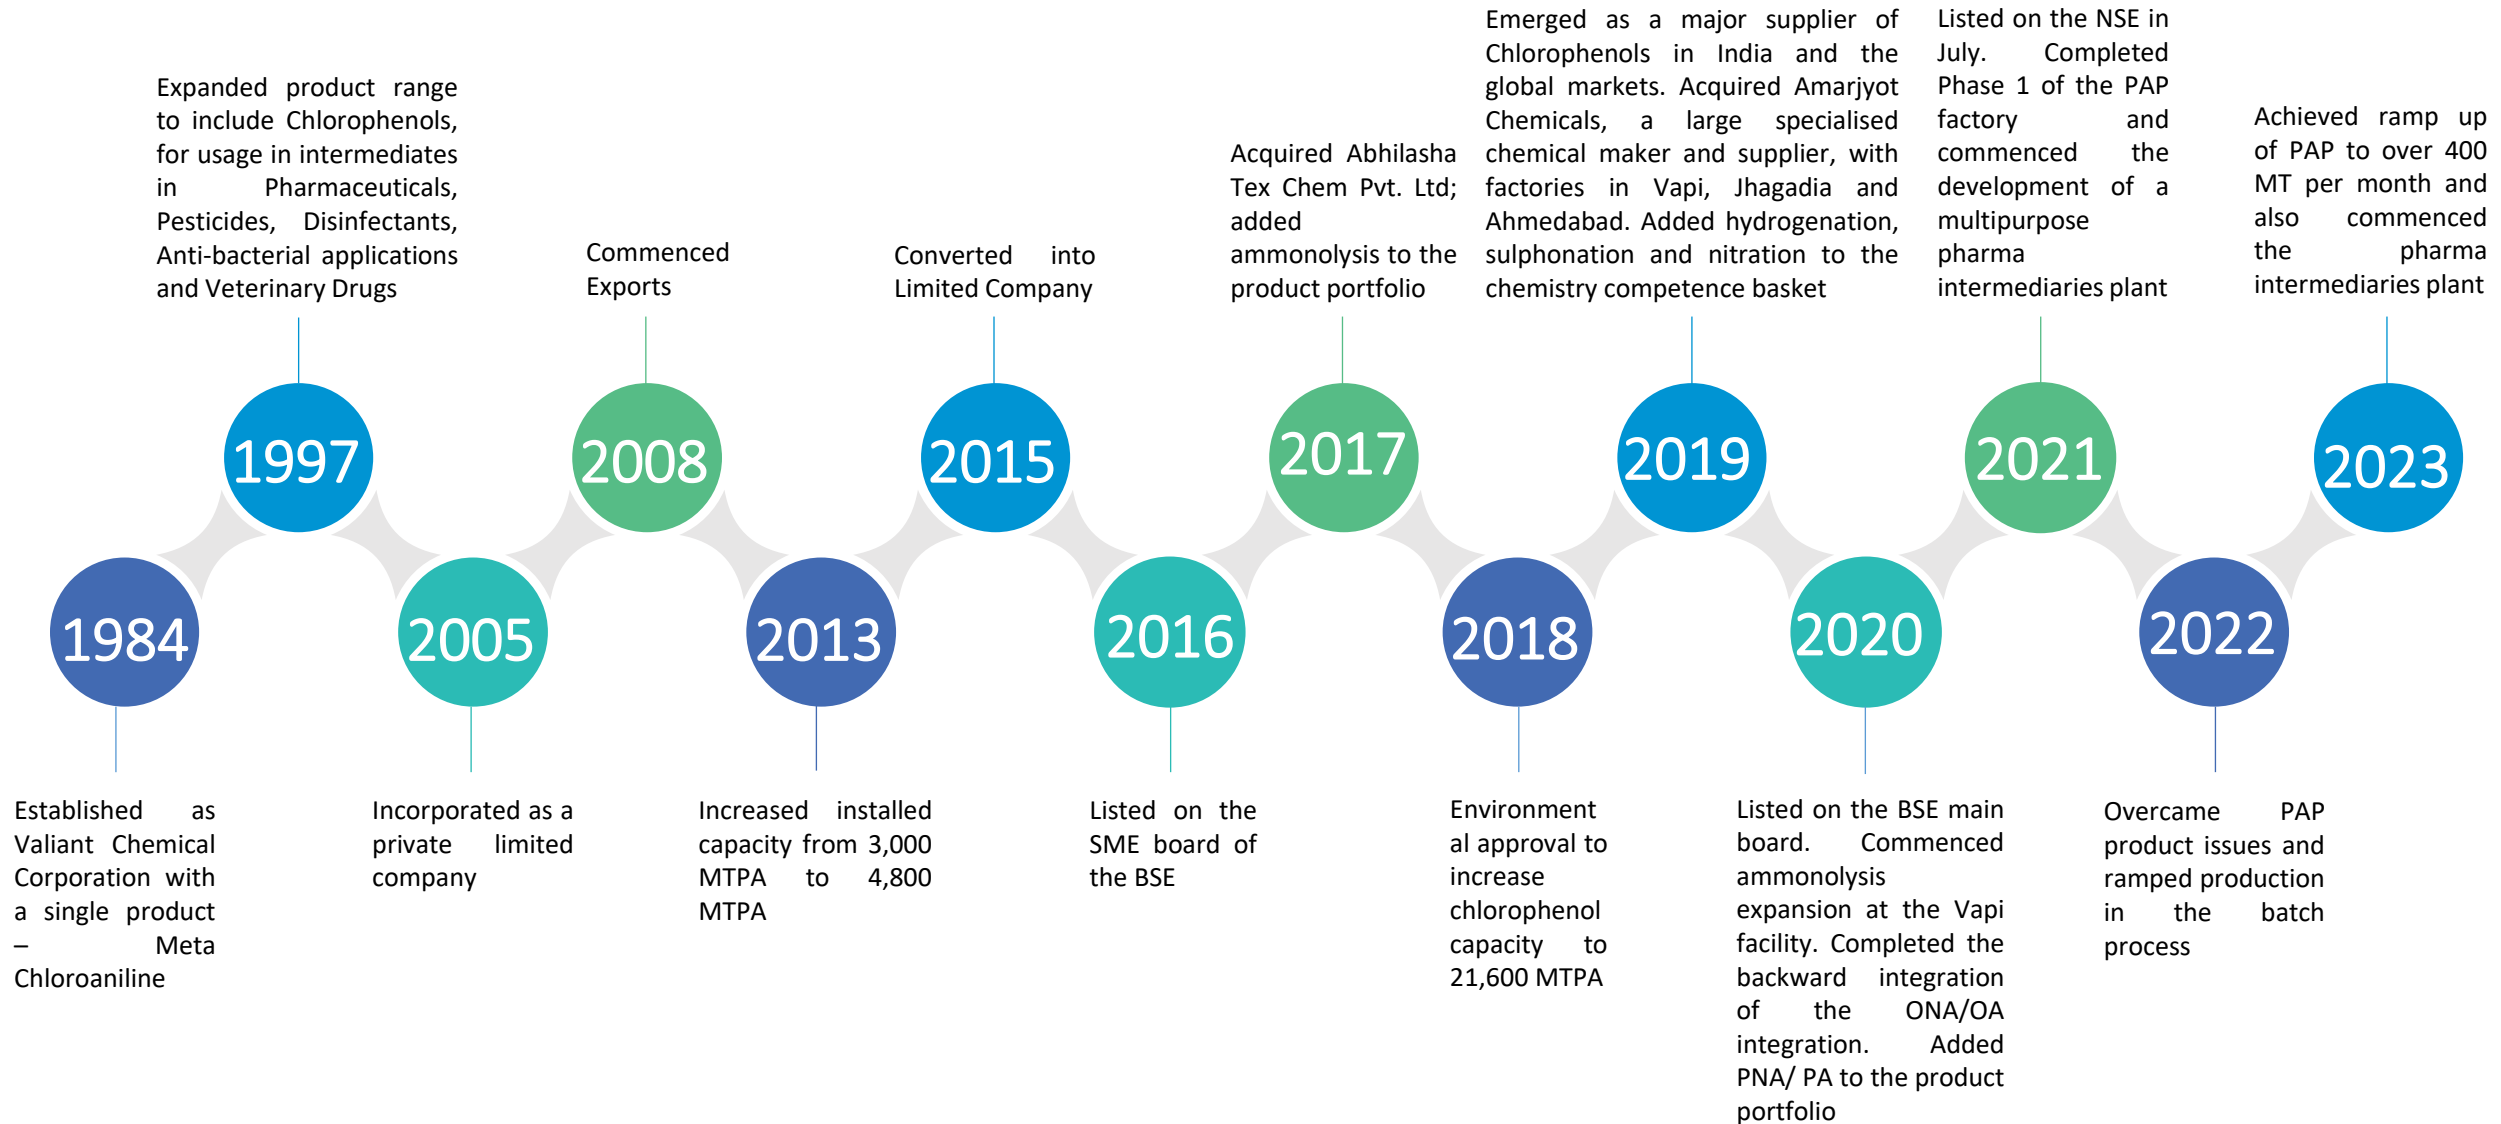 Expanded product range
to include Chlorophenols,
for usage in intermediates
in Pharmaceuticals,
Pesticides, Disinfectants,
Anti-bacterial applications
and Veterinary Drugs
Commenced
Exports
Converted into
Limited Company
Acquired Abhilasha
Tex Chem Pvt. Ltd;
added
ammonolysis to the
product portfolio
Emerged as a major supplier of
Chlorophenols in India and the
global markets. Acquired Amarjyot
Chemicals, a large specialised
chemical maker and supplier, with
factories in Vapi, Jhagadia and
Ahmedabad. Added hydrogenation,
sulphonation and nitration to the
chemistry competence basket
Listed on the NSE in
July. Completed
Phase 1 of the PAP
factory and
commenced the
development of a
multipurpose
pharma
intermediaries plant
Achieved ramp up
of PAP to over 400
MT per month and
also commenced
the pharma
intermediaries plant
1997
2008
2015
2017
2019
2021
2023
1984
2005
2013
2016
2018
2020
2022
Established as
Valiant Chemical
Corporation with
a single product
– Meta
Chloroaniline
Incorporated as a
private limited
company
Increased installed
capacity from 3,000
MTPA to 4,800
MTPA
Listed on the
SME board of
the BSE
Environment
al approval to
increase
chlorophenol
capacity to
21,600 MTPA
Listed on the BSE main
board. Commenced
ammonolysis
expansion at the Vapi
facility. Completed the
backward integration
of the ONA/OA
integration. Added
PNA/ PA to the product
portfolio
Overcame PAP
product issues and
ramped production
in the batch
process